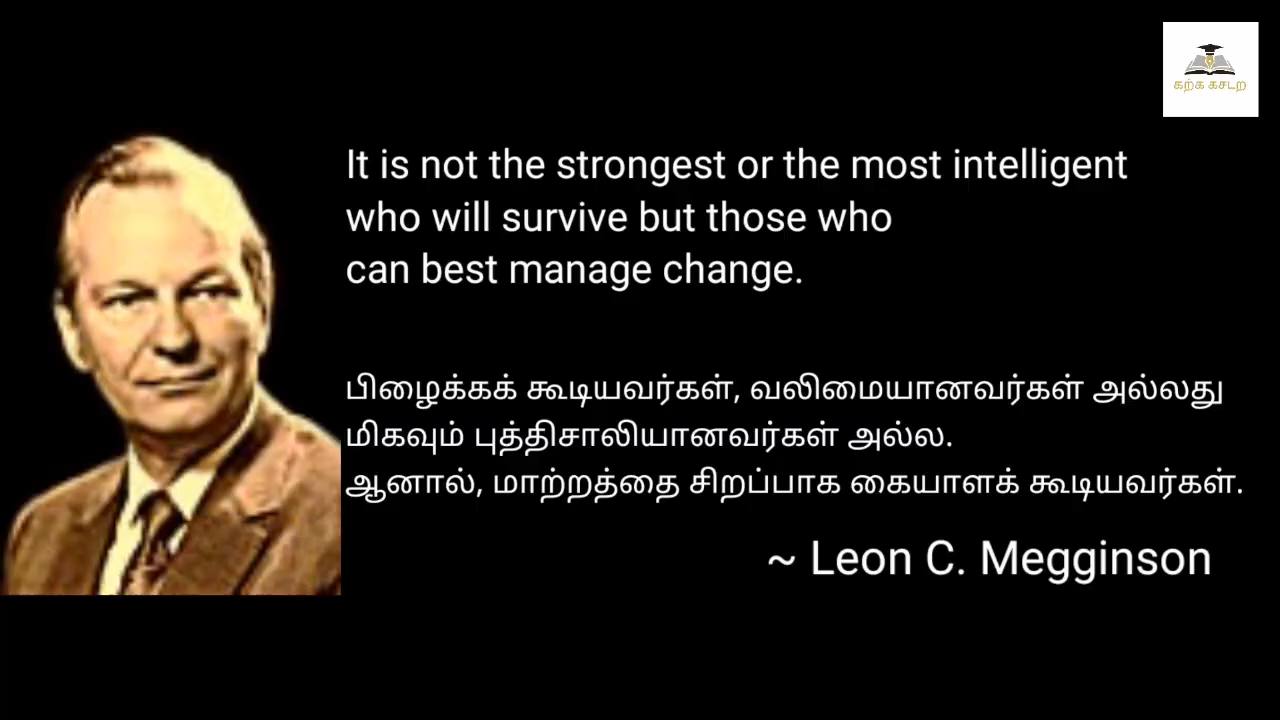 கற்க கசடற
It is not the strongest or the most intelligent
who will survive but those who
can best manage change.
பிழைக்கக் கூடியவர்கள், வலிமையானவர்கள் அல்லது
மிகவும் புத்திசாலியானவர்கள் அல்ல.
ஆனால், மாற்றத்தை சிறப்பாக கையாளக் கூடியவர்கள்.
~ Leon C. Megginson